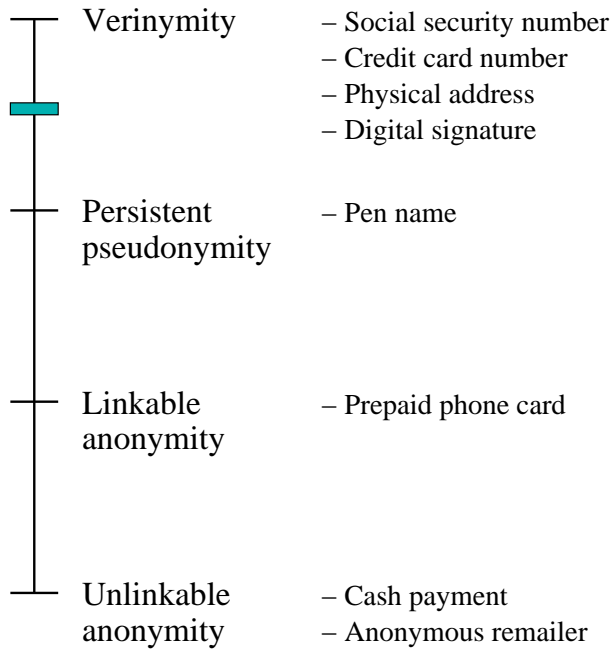 Verinymity – Social security number
– Credit card number
– Physical address
– Digital signature
Persistent – Pen name
pseudonymity
Linkable – Prepaid phone card
anonymity
Unlinkable – Cash payment
anonymity – Anonymous remailer